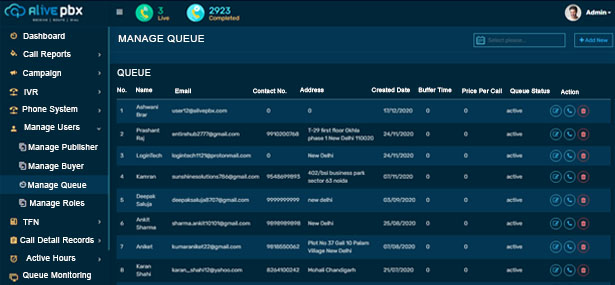 ALIVE pbx
RECEIVE | ROUTE | DIAL
3
Live
2923
Completed
Admin
Dashboard
Call Reports
Campaign
IVR
Phone System
Manage Users
Manage Publisher
Manage Buyer
Manage Queue
Manage Roles
TFN
Call Detail Records
Active Hours
Queue Monitoring
MANAGE QUEUE
Select please...
+ Add New
QUEUE
No. Name Email Contact No. Address Created Date Buffer Time Price Per Call Queue Status Action
1 Ashwani Brar user12@alivepbx.com 0 0 17/12/2020 0 0 active
2 Prashant Raj entirehub2777@gmail.com 9910200768 T-29 first floor Okhla phase 1 New Delhi 110020 24/11/2020 0 0 active
3 LoginTech logintech1121@protonmail.com 0 New Delhi 24/11/2020 0 0 active
4 Kamran sunshinesolutions786@gmail.com 9548699893 402/bsi business park sector 63 noida 07/11/2020 0 0 active
5 Deepak Saluja deepaksaluja8707@gmail.com 9999999999 new delhi 03/09/2020 0 0 active
6 Ankit Sharma sharma.ankit10101@gmail.com 9898989898 new Delhi 25/08/2020 0 0 active
7 Aniket kumaraniket22@gmail.com 9818550062 Plot No 37 Gali 10 Palam Village New Delhi 07/08/2020 0 0 active
8 Karan Shahi karan_shahi12@yahoo.com 8264100242 Mohali Chandigarh 21/07/2020 0 0 active